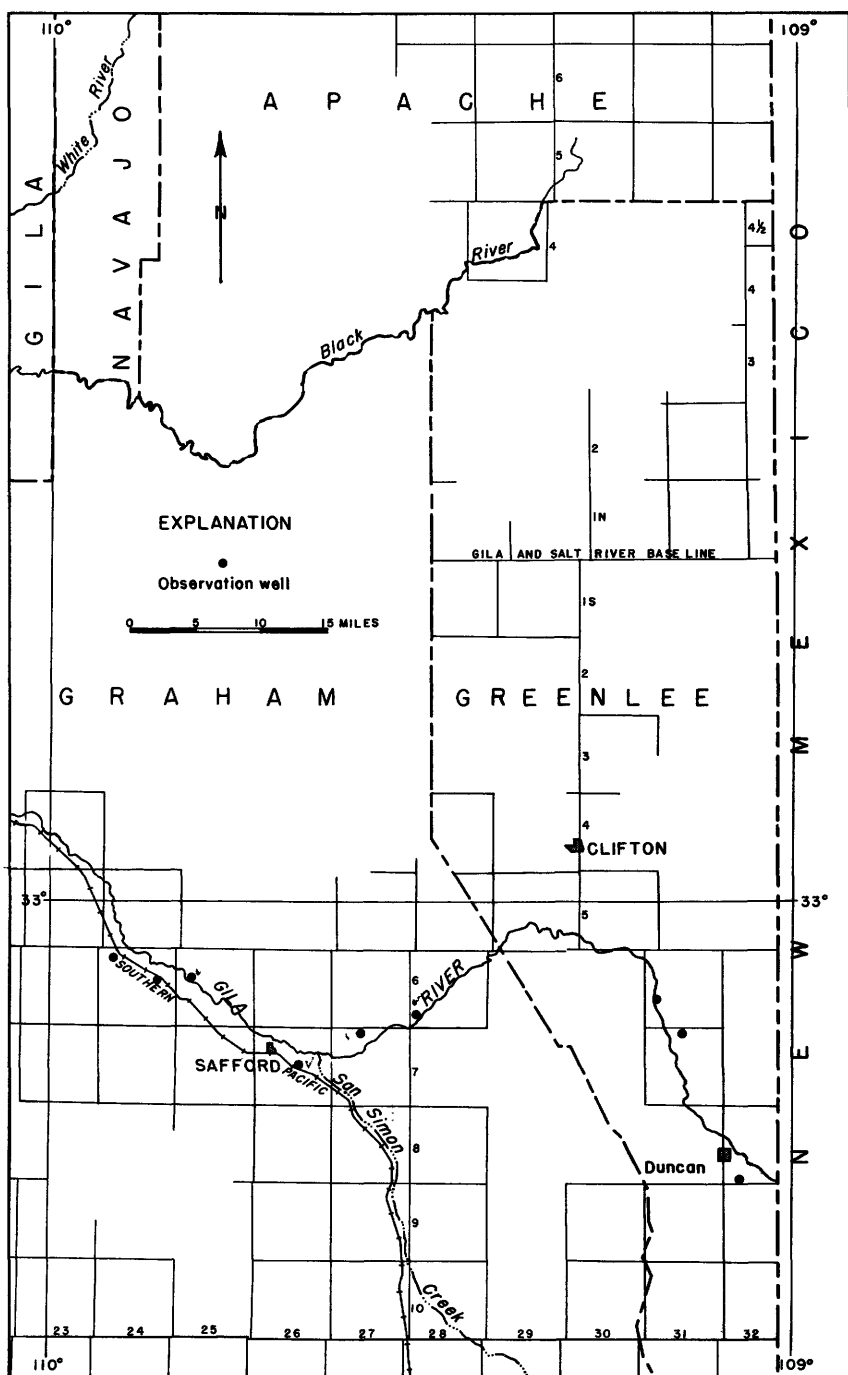 110°
109°
White River
APACHE
6
5
NAVAJO
GILA
N
4
River
4½
Black
4
3
NEW MEXICO
2
1N
EXPLANATION
Observation well
GILA AND SALT RIVER BASE LINE
0 5 10 15 MILES
1S
2
GRAHAM
GREENLEE
3
4
CLIFTON
33°
33°
5
SOUTHERN
GILA
6
RIVER
SAFFORD
PACIFIC
7
San
Simon
8
Duncan
9
Creek
10
23 24 25 26 27 28 29 30 31 32
110°
109°